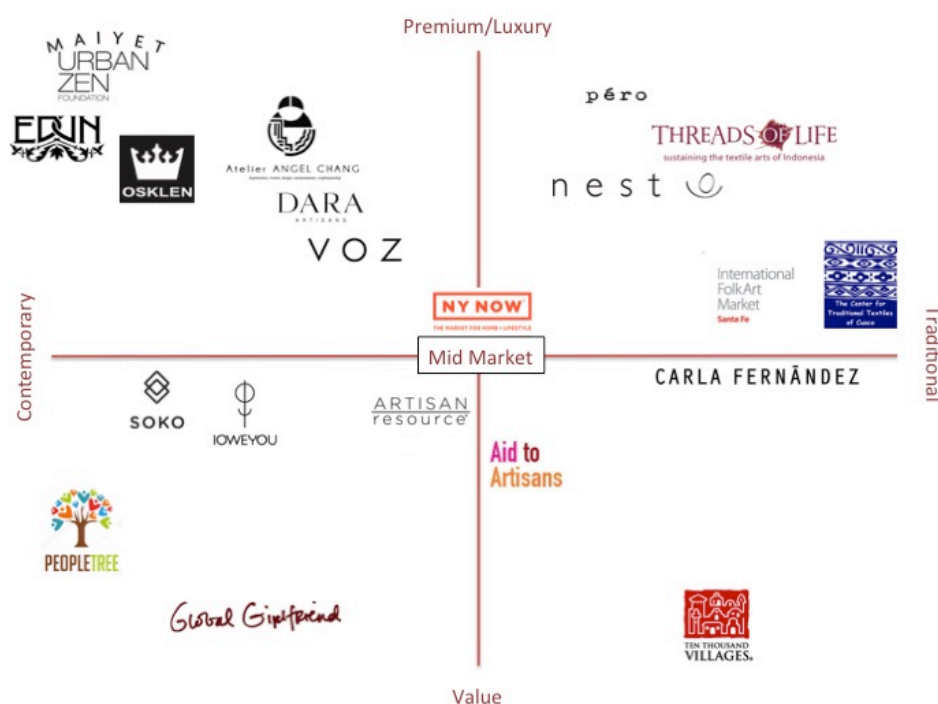 Premium/Luxury
MAIYET
URBAN
ZEN
FOUNDATION
EDUN
OSKLEN
Atelier ANGEL CHANG
DARA
ARTISANS
VOZ
péro
THREADS OF LIFE
sustaining the textile arts of Indonesia
nest
International
FolkArt
Market
Santa Fe
The Center for
Traditional Textiles
of Cusco
NY NOW
THE MARKET FOR HOME + LIFESTYLE
Contemporary
Mid Market
Traditional
SOKO
IOWEYOU
ARTISAN
resource
CARLA FERNÃNDEZ
Aid to
Artisans
PEOPLETREE
Global Girlfriend
TEN THOUSAND
VILLAGES
Value